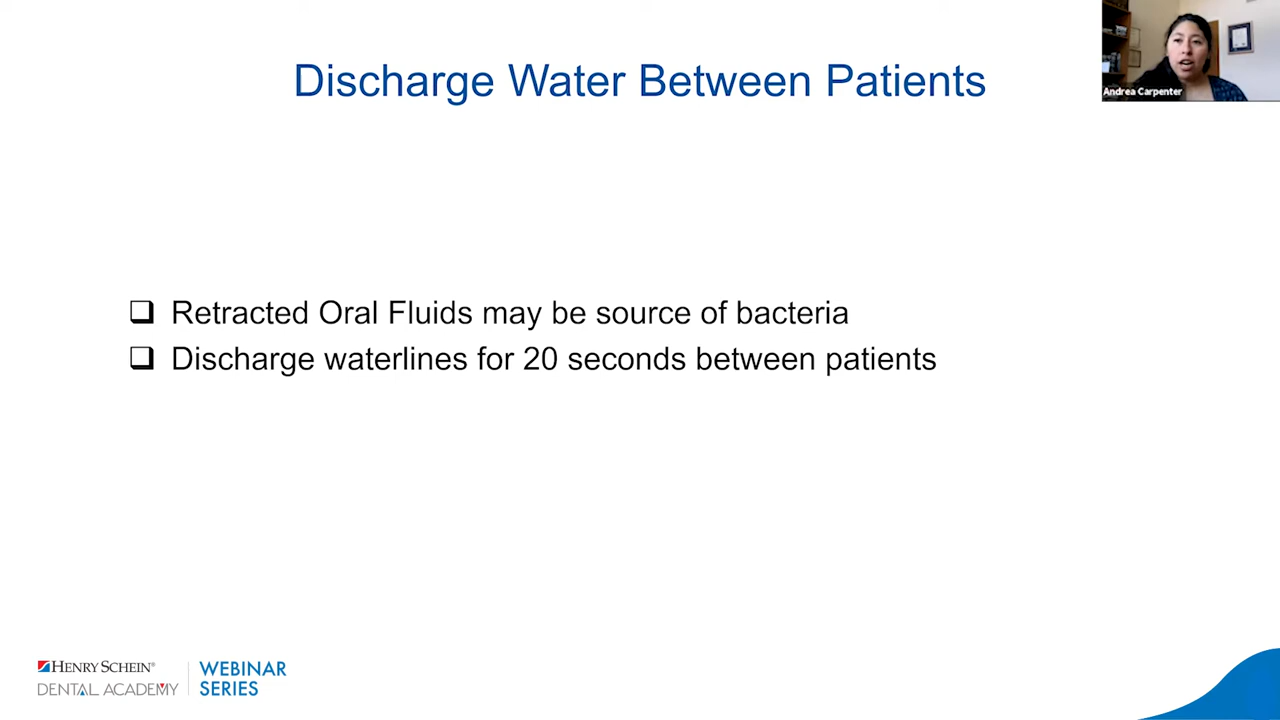 Discharge Water Between Patients
Andrea Carpenter
❑ Retracted Oral Fluids may be source of bacteria
❑ Discharge waterlines for 20 seconds between patients
HENRY SCHEIN®
DENTAL ACADEMY
WEBINAR
SERIES